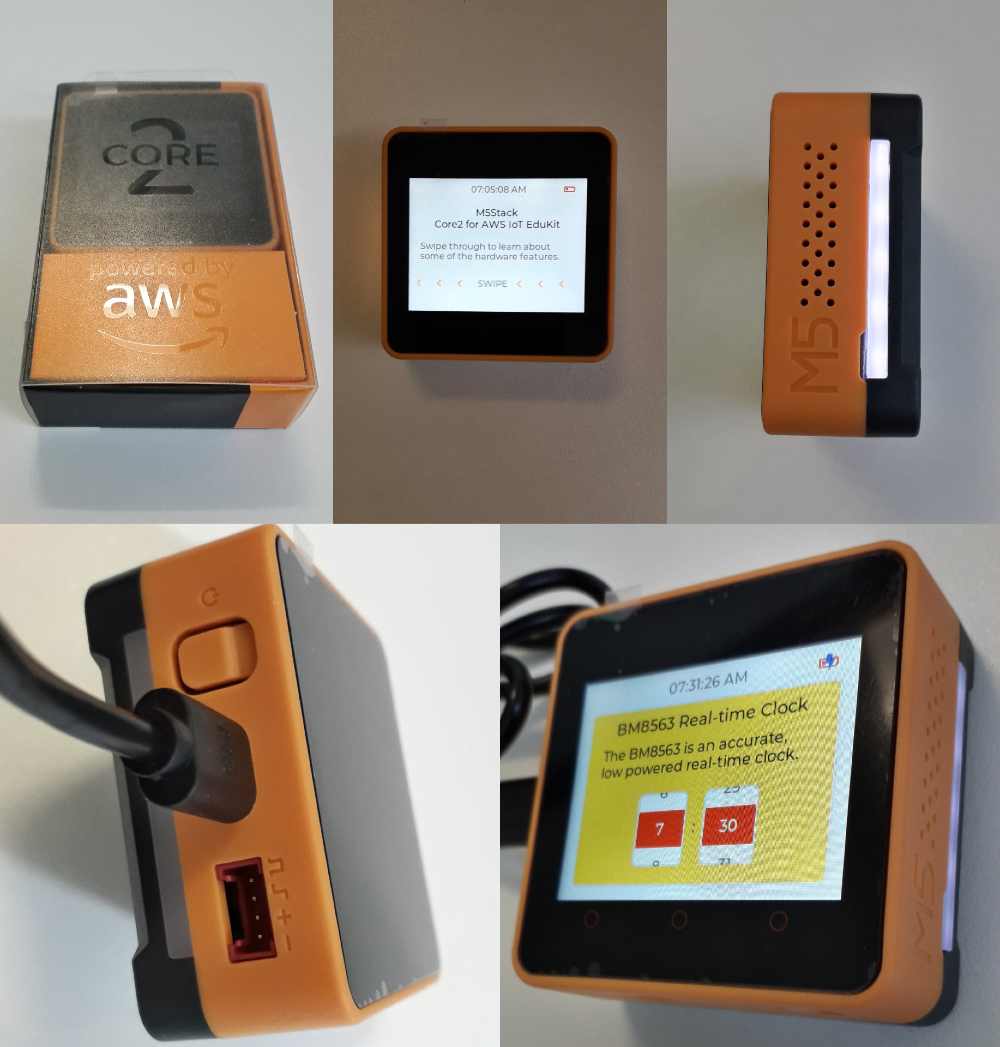 2
CORE
powered by
aws
07:05:08 AM
M5Stack
Core2 for AWS IoT EduKit
Swipe through to learn about
some of the hardware features.
SWIPE
M5
07:31:26 AM
BM8563 Real-time Clock
The BM8563 is an accurate,
low powered real-time clock.
6 29
7 : 30
M5